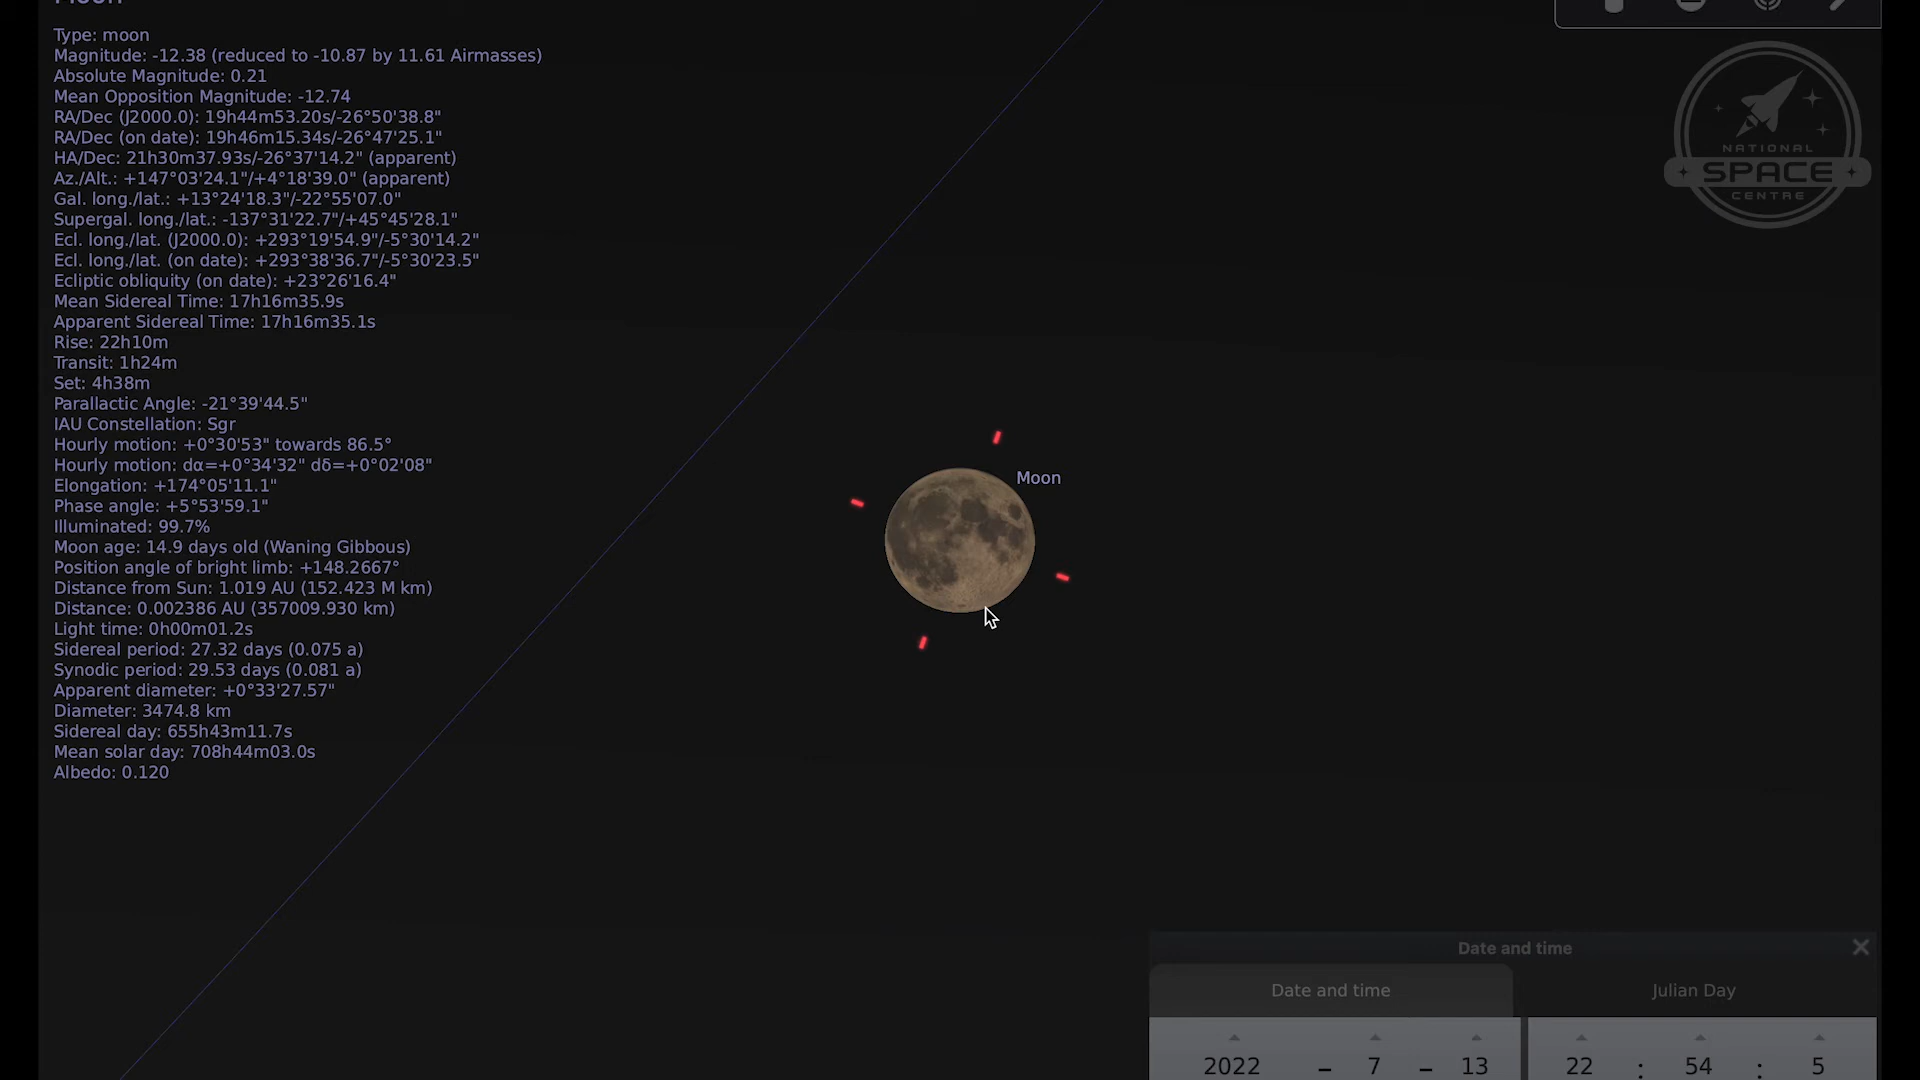 Moon
Type: moon
Magnitude: -12.38 (reduced to -10.87 by 11.61 Airmasses)
Absolute Magnitude: 0.21
Mean Opposition Magnitude: -12.74
RA/Dec (J2000.0): 19h44m53.20s/-26°50'38.8"
RA/Dec (on date): 19h46m15.34s/-26°47'25.1"
HA/Dec: 21h30m37.93s/-26°37'14.2" (apparent)
Az./Alt.: +147°03'24.1"/+4°18'39.0" (apparent)
Gal. long./lat.: +13°24'18.3"/-22°55'07.0"
Supergal. long./lat.: -137°31'22.7"/+45°45'28.1"
Ecl. long./lat. (J2000.0): +293°19'54.9"/-5°30'14.2"
Ecl. long./lat. (on date): +293°38'36.7"/-5°30'23.5"
Ecliptic obliquity (on date): +23°26'16.4"
Mean Sidereal Time: 17h16m35.9s
Apparent Sidereal Time: 17h16m35.1s
Rise: 22h10m
Transit: 1h24m
Set: 4h38m
Parallactic Angle: -21°39'44.5"
IAU Constellation: Sgr
Hourly motion: +0°30'53" towards 86.5°
Hourly motion: dα=+0°34'32" dδ=+0°02'08"
Elongation: +174°05'11.1"
Phase angle: +5°53'59.1"
Illuminated: 99.7%
Moon age: 14.9 days old (Waning Gibbous)
Position angle of bright limb: +148.2667°
Distance from Sun: 1.019 AU (152.423 M km)
Distance: 0.002386 AU (357009.930 km)
Light time: 0h00m01.2s
Sidereal period: 27.32 days (0.075 a)
Synodic period: 29.53 days (0.081 a)
Apparent diameter: +0°33'27.57"
Diameter: 3474.8 km
Sidereal day: 655h43m11.7s
Mean solar day: 708h44m03.0s
Albedo: 0.120
Moon
NATIONAL
SPACE
CENTRE
Date and time
Date and time
Julian Day
2022 – 7 – 13 22 : 54 : 5